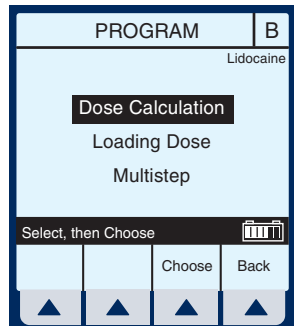 PROGRAM B
Lidocaine
Dose Calculation
Loading Dose
Multistep
Select, then Choose
Choose Back